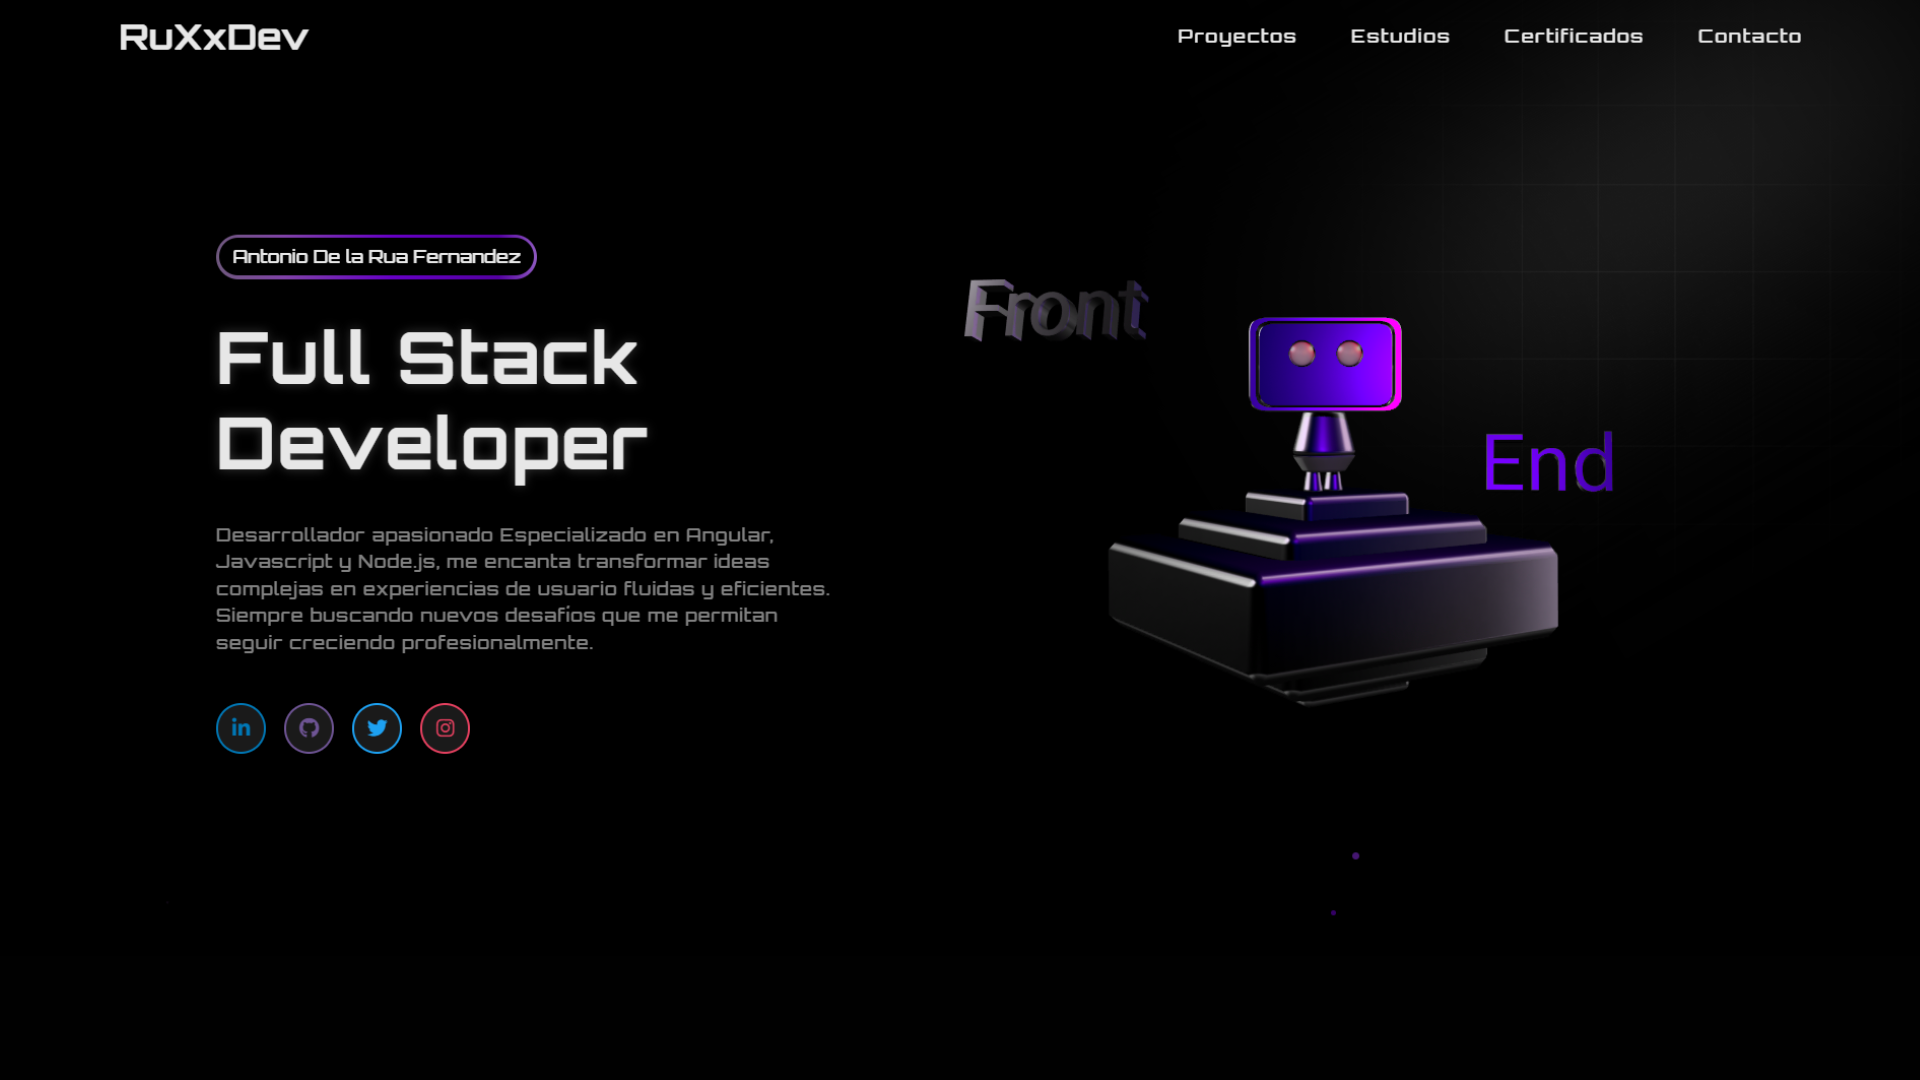 RuXxDev
Proyectos
Estudios
Certificados
Contacto
Antonio De la Rua Fernandez
Full Stack
Developer
Desarrollador apasionado Especializado en Angular,
Javascript y Node.js, me encanta transformar ideas
complejas en experiencias de usuario fluidas y eficientes.
Siempre buscando nuevos desafíos que me permitan
seguir creciendo profesionalmente.
in
Front
End